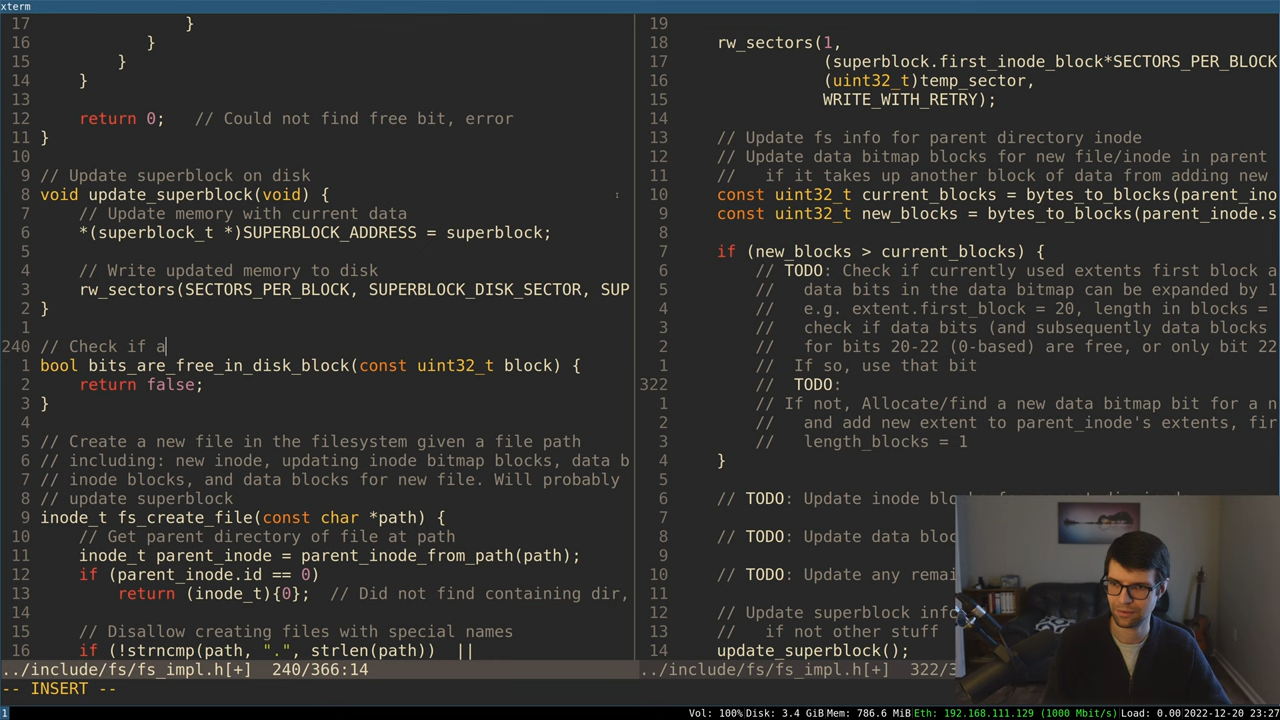 xterm
17                 }
16             }
15         }
14     }
13
12     return 0;   // Could not find free bit, error
11 }
10
9 // Update superblock on disk
8 void update_superblock(void) {
7     // Update memory with current data
6     *(superblock_t *)SUPERBLOCK_ADDRESS = superblock;
5
4     // Write updated memory to disk
3     rw_sectors(SECTORS_PER_BLOCK, SUPERBLOCK_DISK_SECTOR, SUP
2 }
1
240 // Check if a
1 bool bits_are_free_in_disk_block(const uint32_t block) {
2     return false;
3 }
4
5 // Create a new file in the filesystem given a file path
6 // including: new inode, updating inode bitmap blocks, data b
7 // inode blocks, and data blocks for new file. Will probably
8 // update superblock
9 inode_t fs_create_file(const char *path) {
10     // Get parent directory of file at path
11     inode_t parent_inode = parent_inode_from_path(path);
12     if (parent_inode.id == 0)
13         return (inode_t){0};  // Did not find containing dir,
14
15     // Disallow creating files with special names
16     if (!strncmp(path, ".", strlen(path))  ||
../include/fs/fs_impl.h[+]  240/366:14
-- INSERT --
19
18     rw_sectors(1,
17                (superblock.first_inode_block*SECTORS_PER_BLOCK
16                (uint32_t)temp_sector,
15                WRITE_WITH_RETRY);
14
13     // Update fs info for parent directory inode
12     // Update data bitmap blocks for new file/inode in parent
11     //   if it takes up another block of data from adding new
10     const uint32_t current_blocks = bytes_to_blocks(parent_ino
9     const uint32_t new_blocks = bytes_to_blocks(parent_inode.s
8
7     if (new_blocks > current_blocks) {
6         // TODO: Check if currently used extents first block a
5         //   data bits in the data bitmap can be expanded by 1
4         //   e.g. extent.first_block = 20, length in blocks =
3         //   check if data bits (and subsequently data blocks
2         //   for bits 20-22 (0-based) are free, or only bit 22
1         //  If so, use that bit
322         //  TODO:
1         // If not, Allocate/find a new data bitmap bit for a n
2         //   and add new extent to parent_inode's extents, fir
3         //   length_blocks = 1
4     }
5
6     // TODO: Update inode
7
8     // TODO: Update data
9
10     // TODO: Update any
11
12     // Update superblock
13     //   if not other stuff
14     update_superblock();
../include/fs/fs_impl.h[+]
1 Vol: 100% Disk: 3.4 GiB Mem: 786.6 MiB Eth: 192.168.111.129 (1000 Mbit/s) Load: 0.00 2022-12-20 23:27